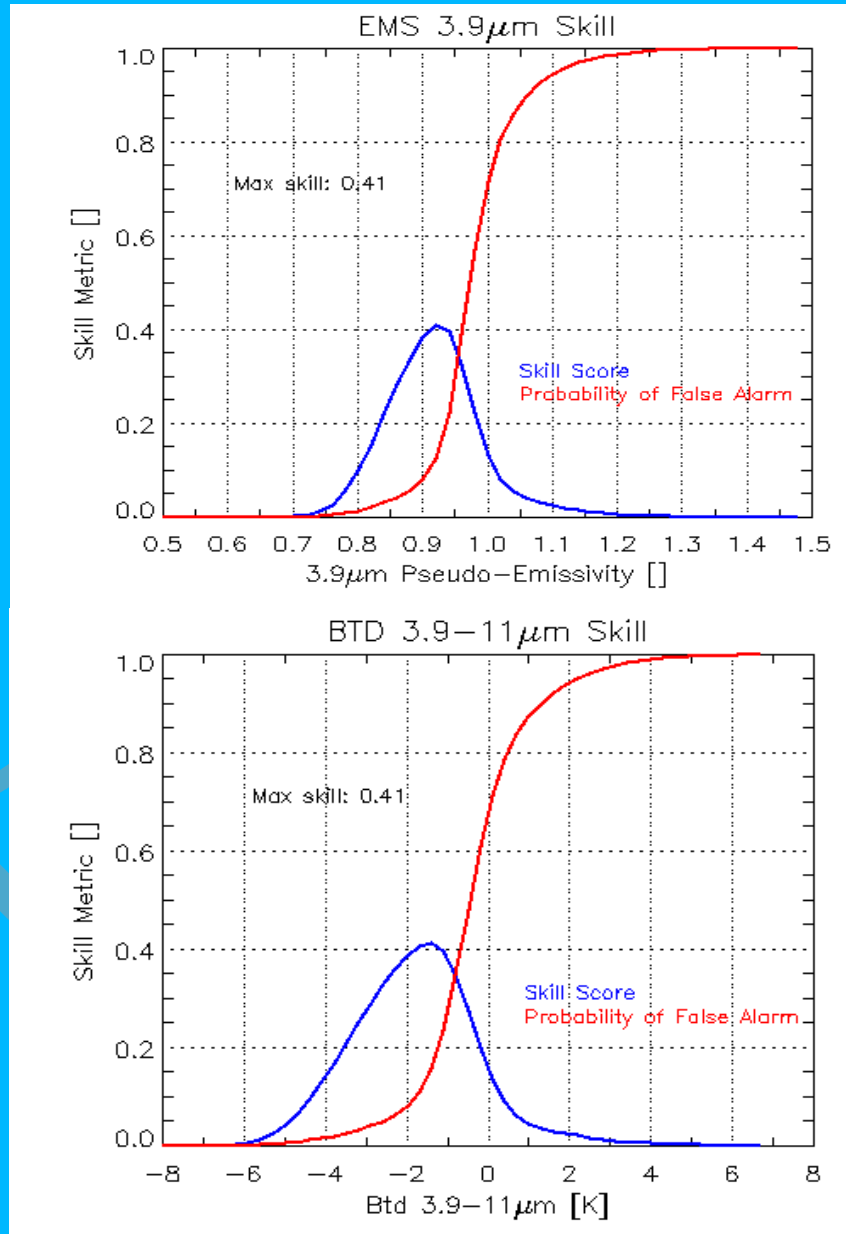 EMS 3.9μm Skill
1.0
0.8
0.6
0.4
0.2
0.0
Skill Metric []
Max skill: 0.41
Skill Score
Probability of False Alarm
0.5 0.6 0.7 0.8 0.9 1.0 1.1 1.2 1.3 1.4 1.5
3.9μm Pseudo-Emissivity []
BTD 3.9-11μm Skill
1.0
0.8
0.6
0.4
0.2
0.0
Skill Metric []
Max skill: 0.41
Skill Score
Probability of False Alarm
-8 -6 -4 -2 0 2 4 6 8
Btd 3.9-11μm [K]